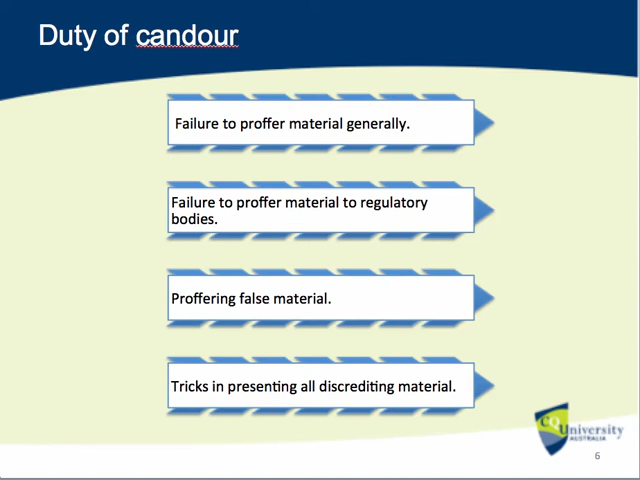 Duty of candour
Failure to proffer material generally.
Failure to proffer material to regulatory
bodies.
Proffering false material.
Tricks in presenting all discrediting material.
CQUniversity
AUSTRALIA
6